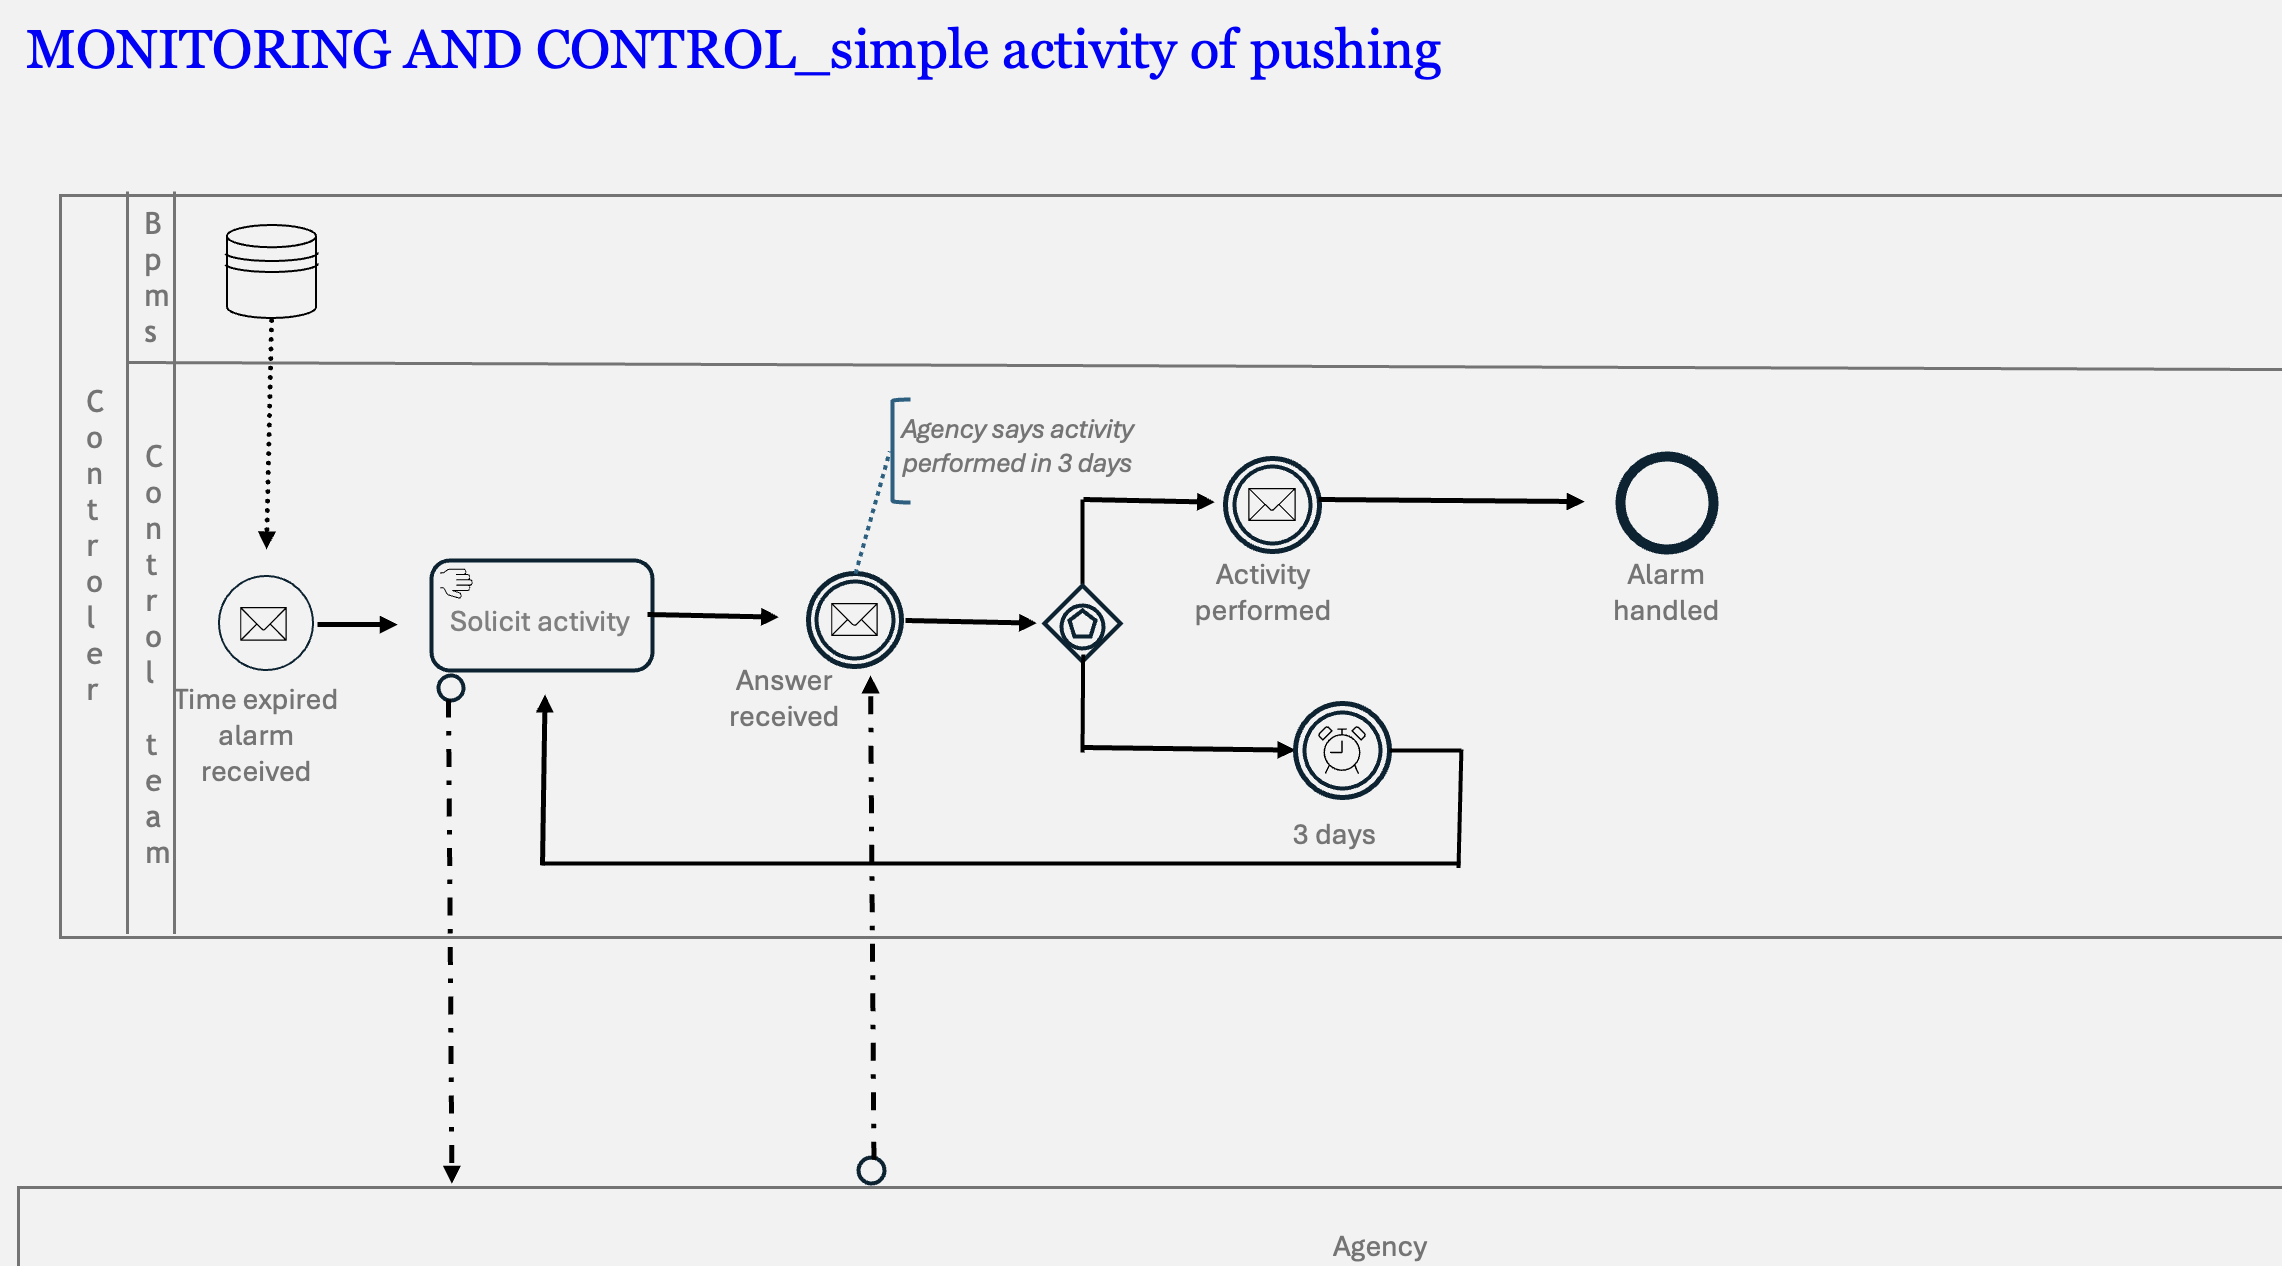 MONITORING AND CONTROL_simple activity of pushing
Bpms
Controler
Control team
Agency says activity
performed in 3 days
Solicit activity
Time expired
alarm
received
Answer
received
Activity
performed
Alarm
handled
3 days
Agency